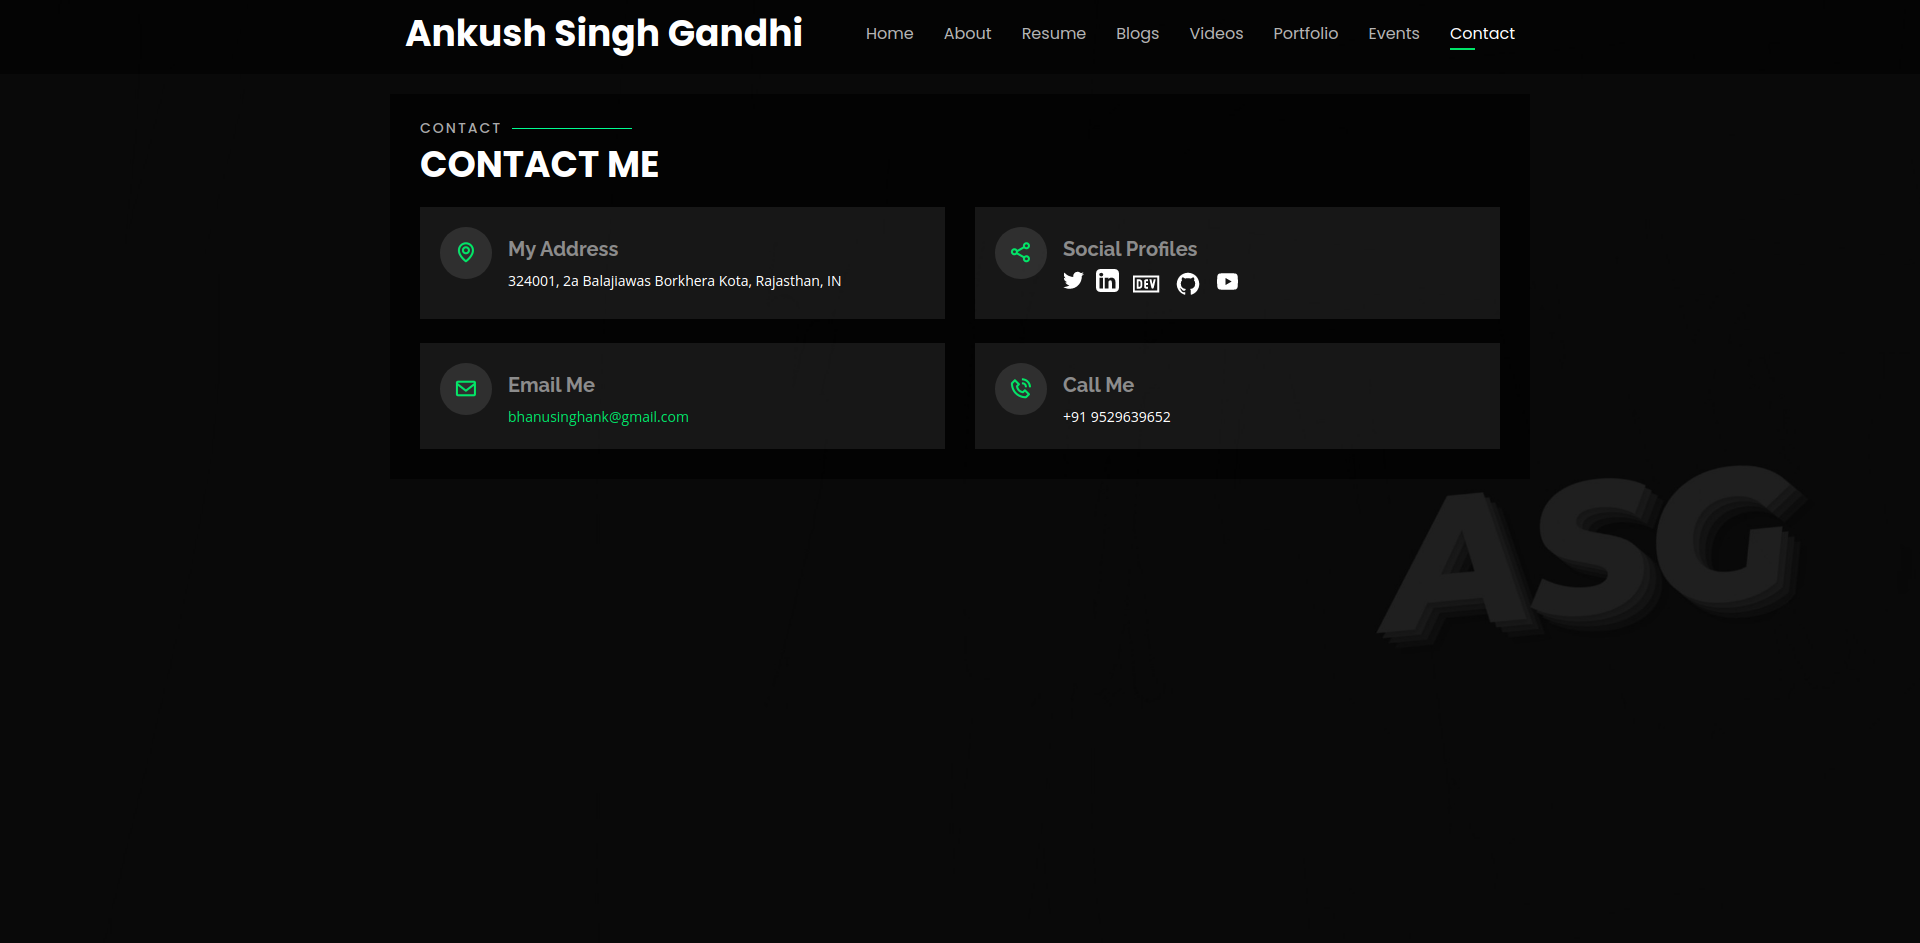 Ankush Singh Gandhi
Home About Resume Blogs Videos Portfolio Events Contact
CONTACT
CONTACT ME
My Address
324001, 2a Balajiawas Borkhera Kota, Rajasthan, IN
Social Profiles
in DEV
Email Me
bhanusinghank@gmail.com
Call Me
+91 9529639652
ASG